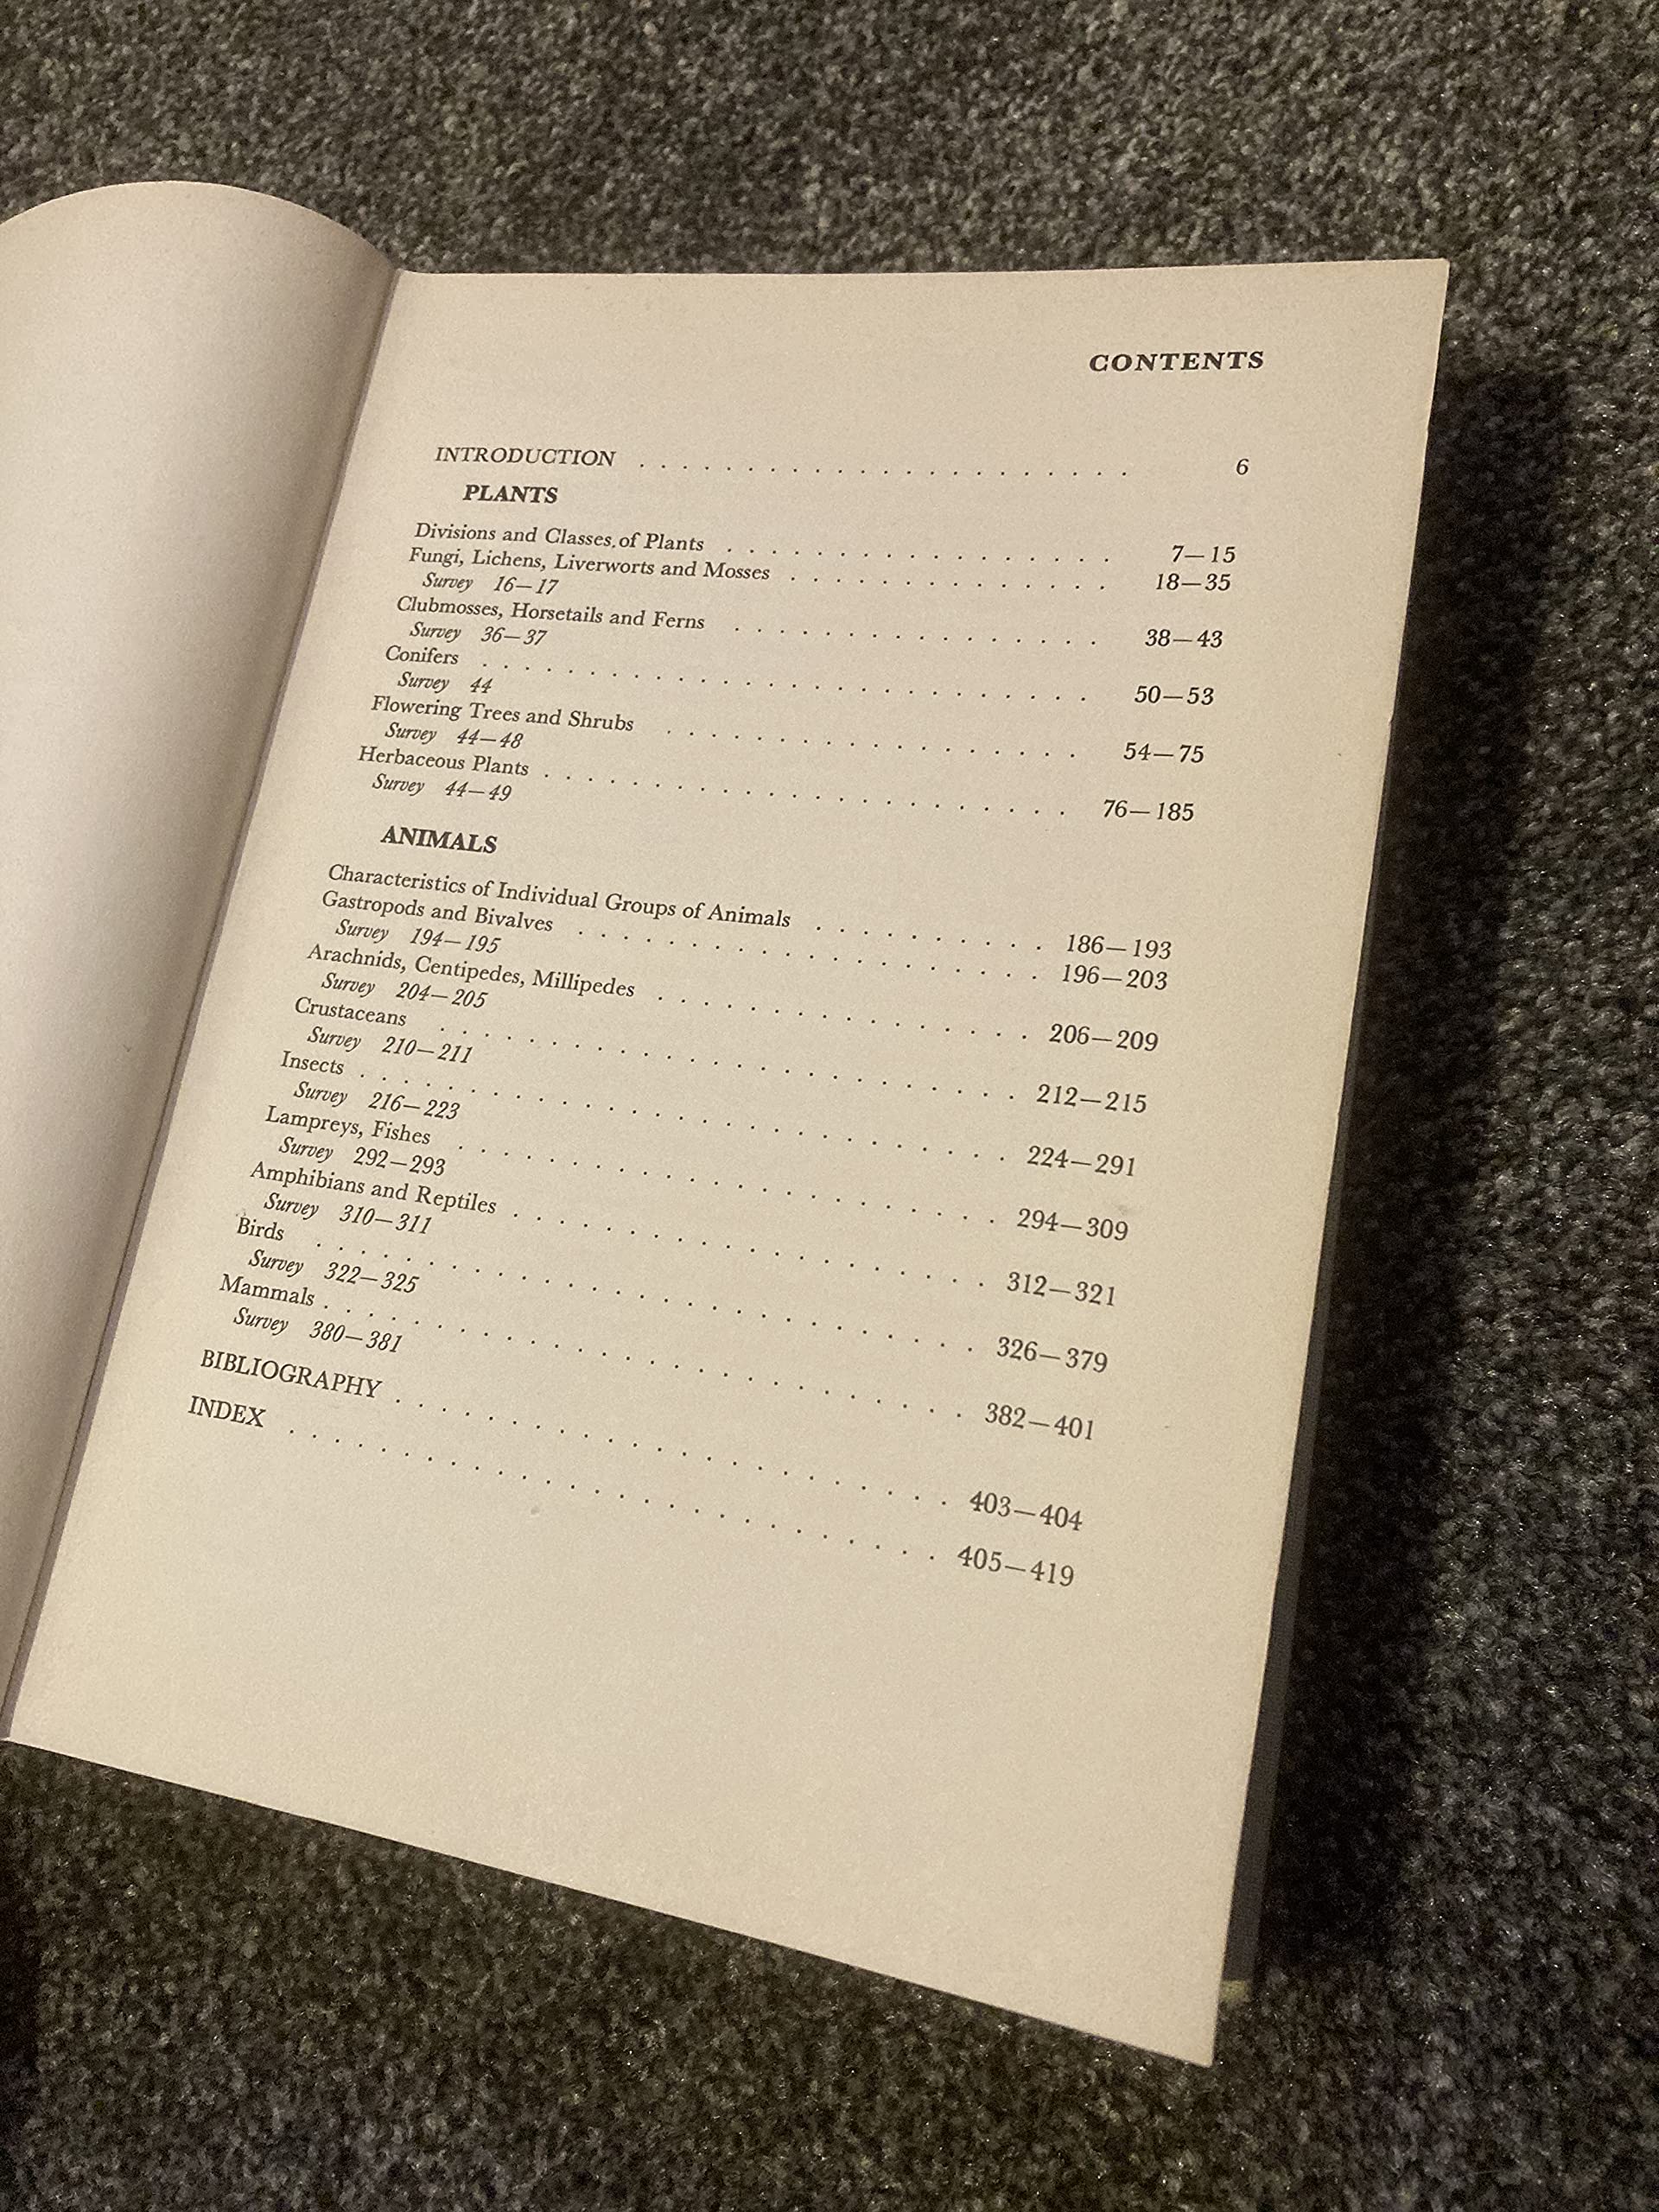 CONTENTS
INTRODUCTION . . . . . . . . . . . . . . . . . . . . . . . 6
PLANTS
Divisions and Classes of Plants . . . . . . . . . . . . . . . . . . 7—15
Fungi, Lichens, Liverworts and Mosses . . . . . . . . . . . . . . . 18—35
Survey 16—17
Clubmosses, Horsetails and Ferns . . . . . . . . . . . . . . . . . 38—43
Survey 36—37
Conifers . . . . . . . . . . . . . . . . . . . . . . . . . . . . 50—53
Survey 44
Flowering Trees and Shrubs . . . . . . . . . . . . . . . . . . . 54—75
Survey 44—48
Herbaceous Plants . . . . . . . . . . . . . . . . . . . . . . . . 76—185
Survey 44—49
ANIMALS
Characteristics of Individual Groups of Animals . . . . . . . . . . . 186—193
Gastropods and Bivalves . . . . . . . . . . . . . . . . . . . . . 196—203
Survey 194—195
Arachnids, Centipedes, Millipedes . . . . . . . . . . . . . . . . . 206—209
Survey 204—205
Crustaceans . . . . . . . . . . . . . . . . . . . . . . . . . . 212—215
Survey 210—211
Insects . . . . . . . . . . . . . . . . . . . . . . . . . . . . . 224—291
Survey 216—223
Lampreys, Fishes . . . . . . . . . . . . . . . . . . . . . . . . . 294—309
Survey 292—293
Amphibians and Reptiles . . . . . . . . . . . . . . . . . . . . . . 312—321
Survey 310—311
Birds . . . . . . . . . . . . . . . . . . . . . . . . . . . . . . 326—379
Survey 322—325
Mammals . . . . . . . . . . . . . . . . . . . . . . . . . . . . . 382—401
Survey 380—381
BIBLIOGRAPHY . . . . . . . . . . . . . . . . . . . . . . . . . 403—404
INDEX . . . . . . . . . . . . . . . . . . . . . . . . . . . . . 405—419